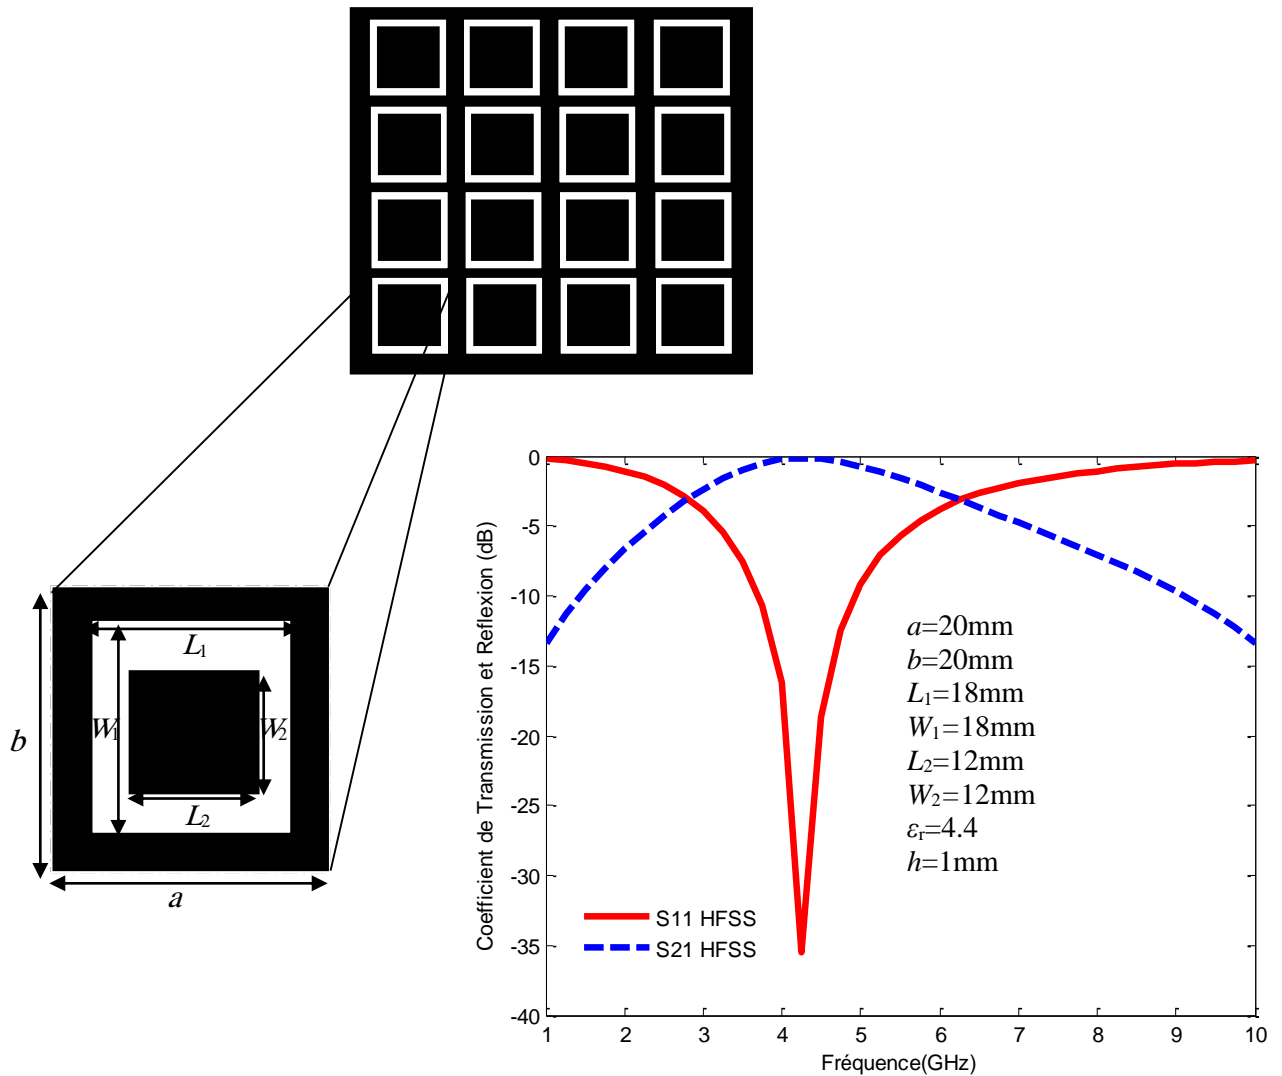 b
a
L1
W1
W2
L2
Coefficient de Transmission et Reflexion (dB)
0
-5
-10
-15
-20
-25
-30
-35
-40
a=20mm
b=20mm
L1=18mm
W1=18mm
L2=12mm
W2=12mm
εr=4.4
h=1mm
S11 HFSS
S21 HFSS
1 2 3 4 5 6 7 8 9 10
Fréquence(GHz)